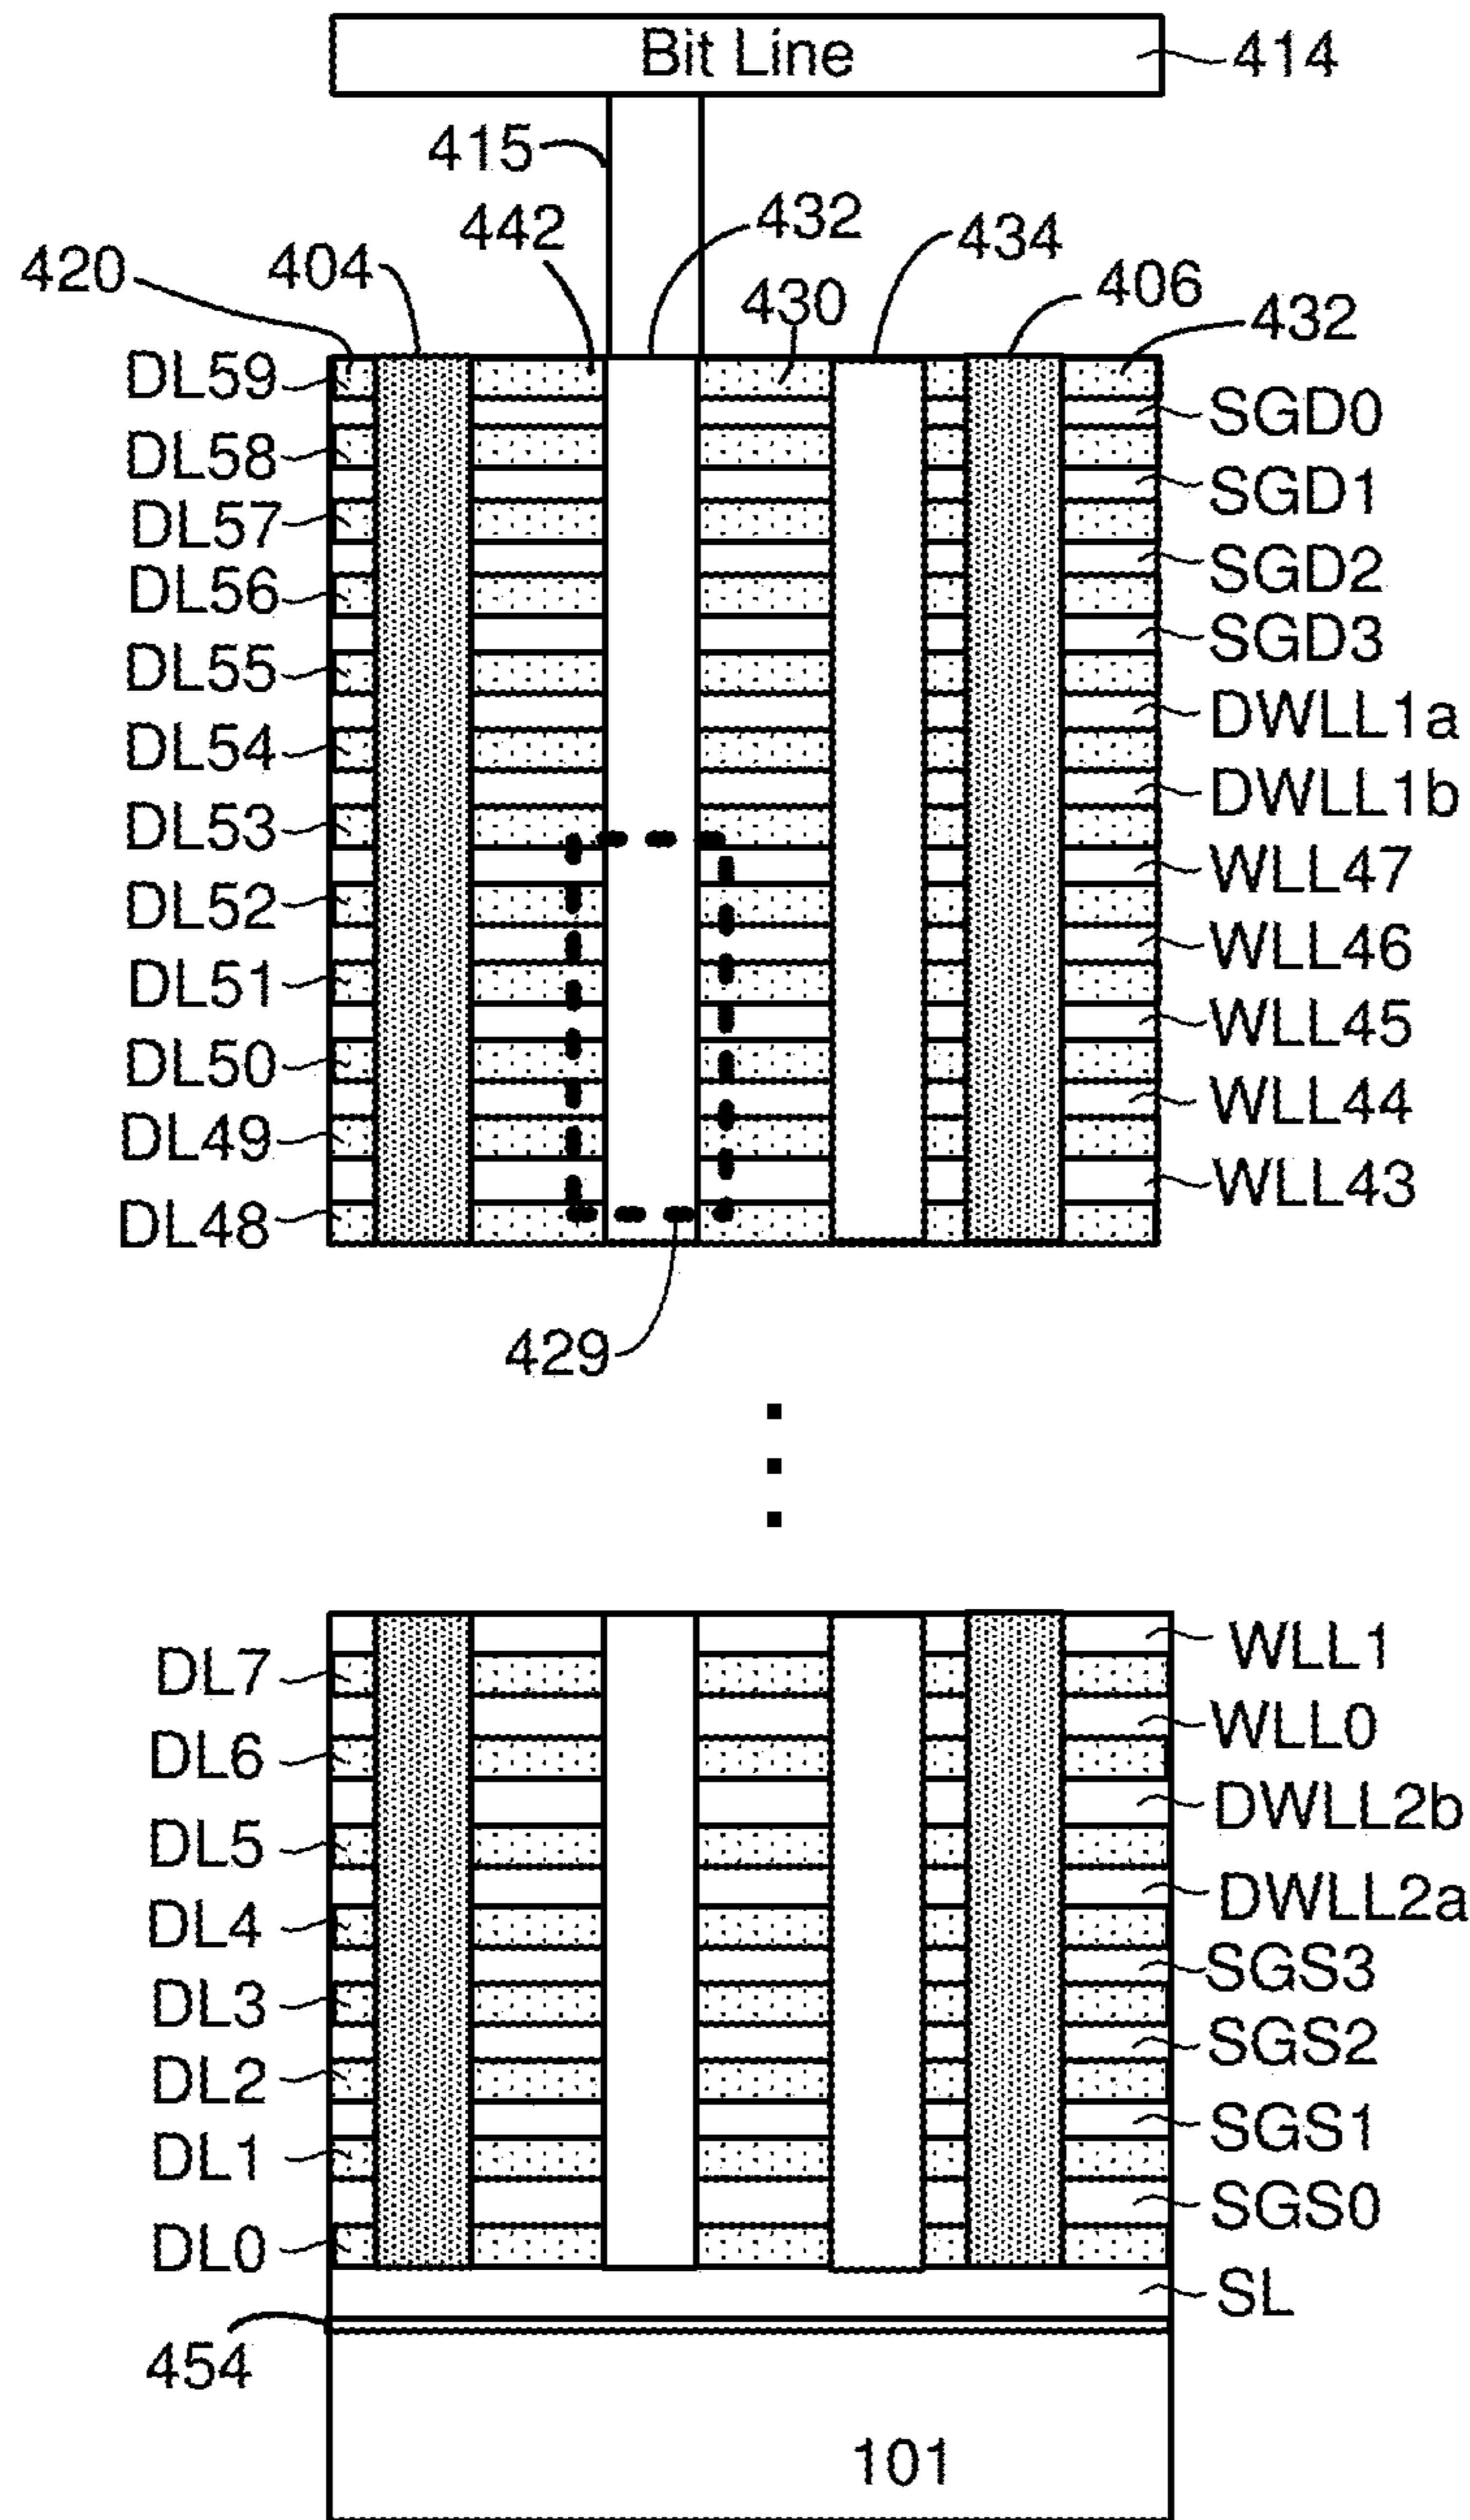 Bit Line
414
415
442
432
434
420
404
430
406
432
DL59
SGD0
DL58
SGD1
DL57
SGD2
DL56
SGD3
DL55
DWLL1a
DL54
DWLL1b
DL53
WLL47
DL52
WLL46
DL51
WLL45
DL50
WLL44
DL49
WLL43
DL48
429
WLL1
DL7
WLL0
DL6
DWLL2b
DL5
DWLL2a
DL4
SGS3
DL3
SGS2
DL2
SGS1
DL1
SGS0
DL0
SL
454
101